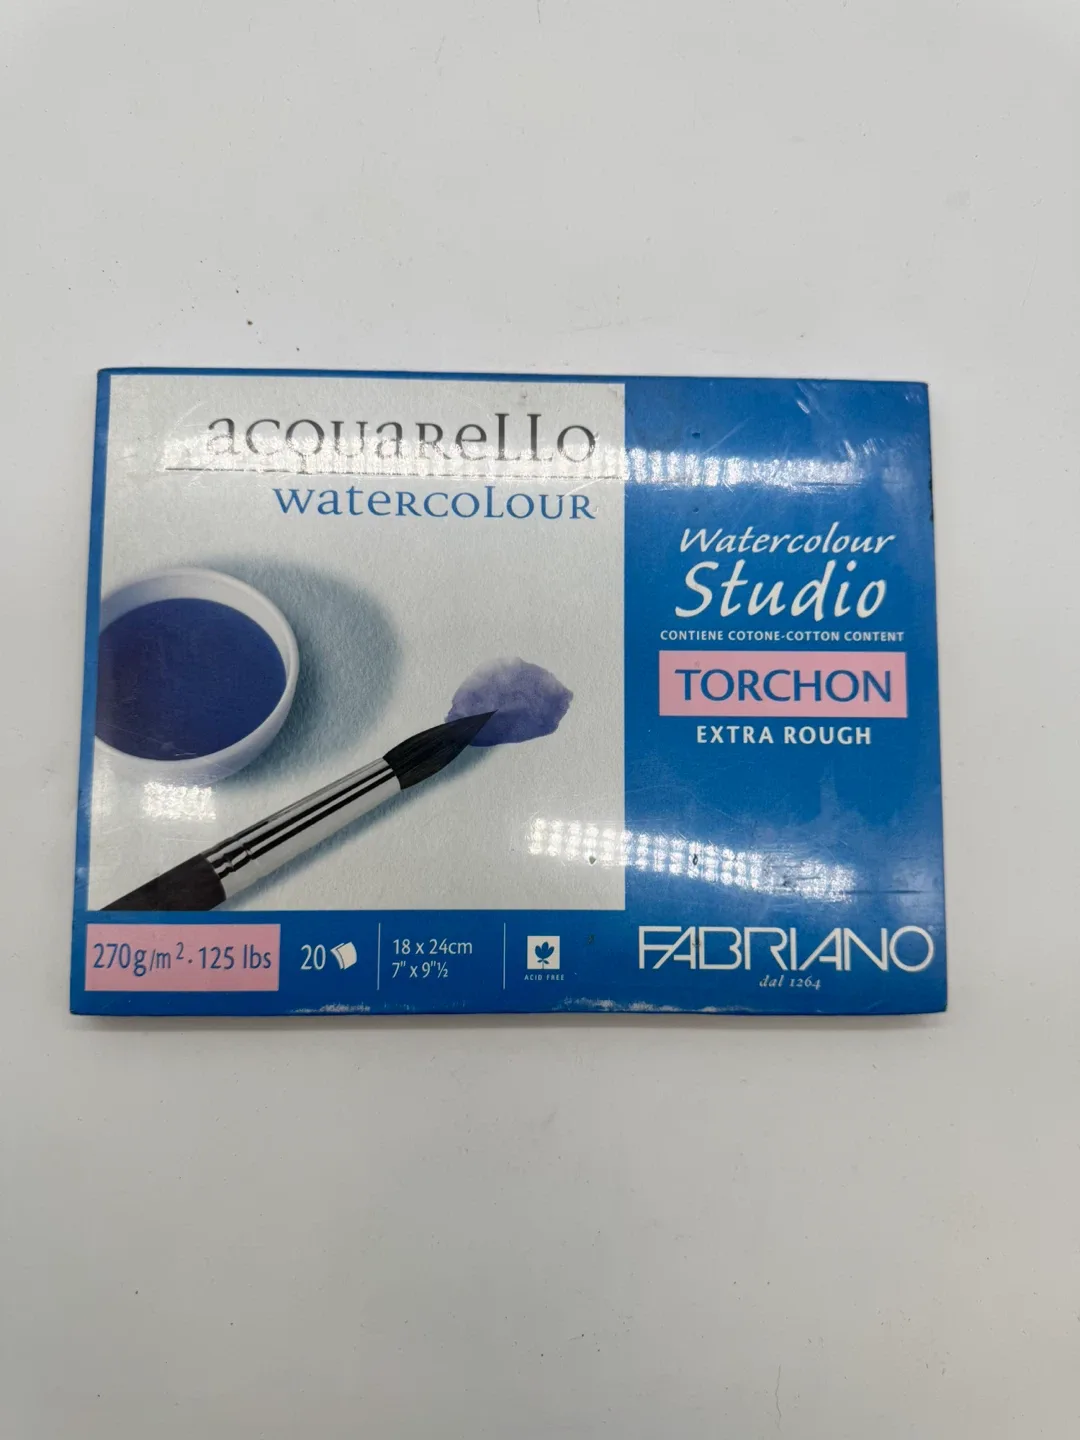 acquarello
watercolour
Watercolour
Studio
CONTIENE COTONE-COTTON CONTENT
TORCHON
EXTRA ROUGH
270g/m² · 125 lbs
20
18 x 24cm
7" x 9"½
ACID FREE
FABRIANO
dal 1264